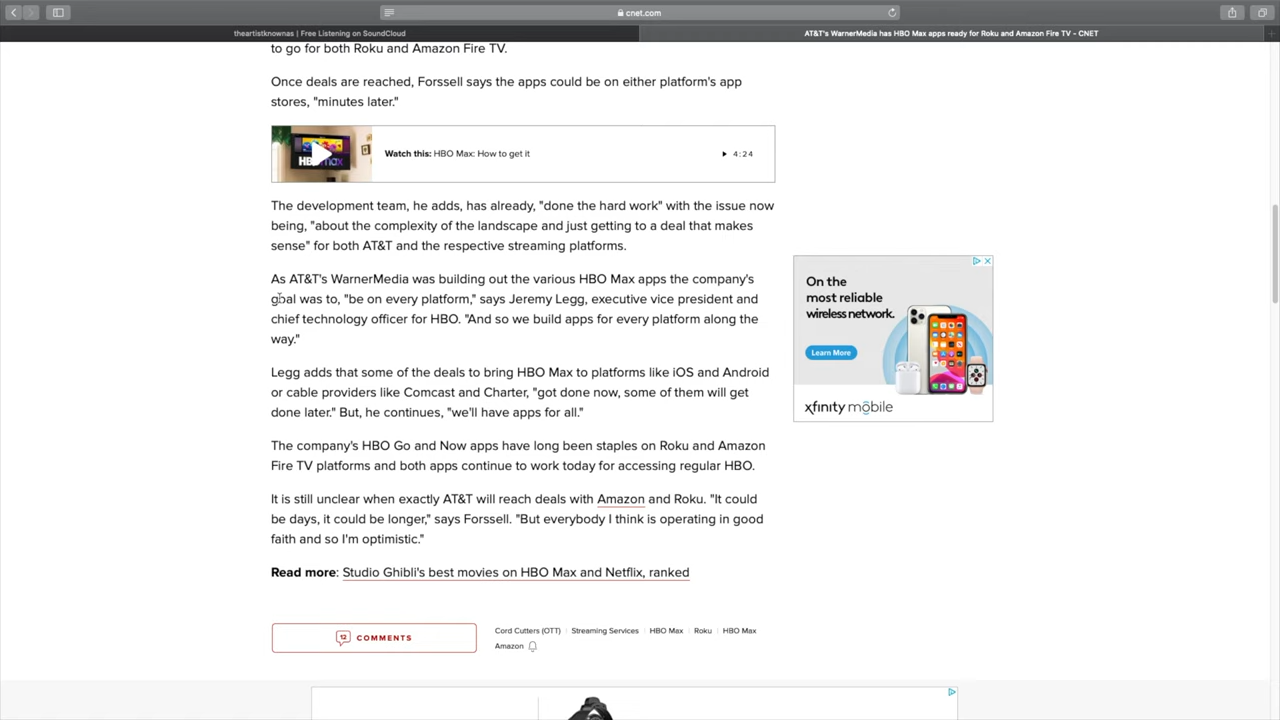 cnet.com
theartistknownas | Free Listening on SoundCloud
AT&T's WarnerMedia has HBO Max apps ready for Roku and Amazon Fire TV - CNET
to go for both Roku and Amazon Fire TV.
Once deals are reached, Forssell says the apps could be on either platform's app
stores, "minutes later."
HBO max
Watch this: HBO Max: How to get it
4:24
The development team, he adds, has already, "done the hard work" with the issue now
being, "about the complexity of the landscape and just getting to a deal that makes
sense" for both AT&T and the respective streaming platforms.
As AT&T's WarnerMedia was building out the various HBO Max apps the company's
goal was to, "be on every platform," says Jeremy Legg, executive vice president and
chief technology officer for HBO. "And so we build apps for every platform along the
way."
Legg adds that some of the deals to bring HBO Max to platforms like iOS and Android
or cable providers like Comcast and Charter, "got done now, some of them will get
done later." But, he continues, "we'll have apps for all."
The company's HBO Go and Now apps have long been staples on Roku and Amazon
Fire TV platforms and both apps continue to work today for accessing regular HBO.
It is still unclear when exactly AT&T will reach deals with Amazon and Roku. "It could
be days, it could be longer," says Forssell. "But everybody I think is operating in good
faith and so I'm optimistic."
Read more: Studio Ghibli's best movies on HBO Max and Netflix, ranked
12 COMMENTS
Cord Cutters (OTT) Streaming Services HBO Max Roku HBO Max
Amazon
On the
most reliable
wireless network.
Learn More
xfinity mobile